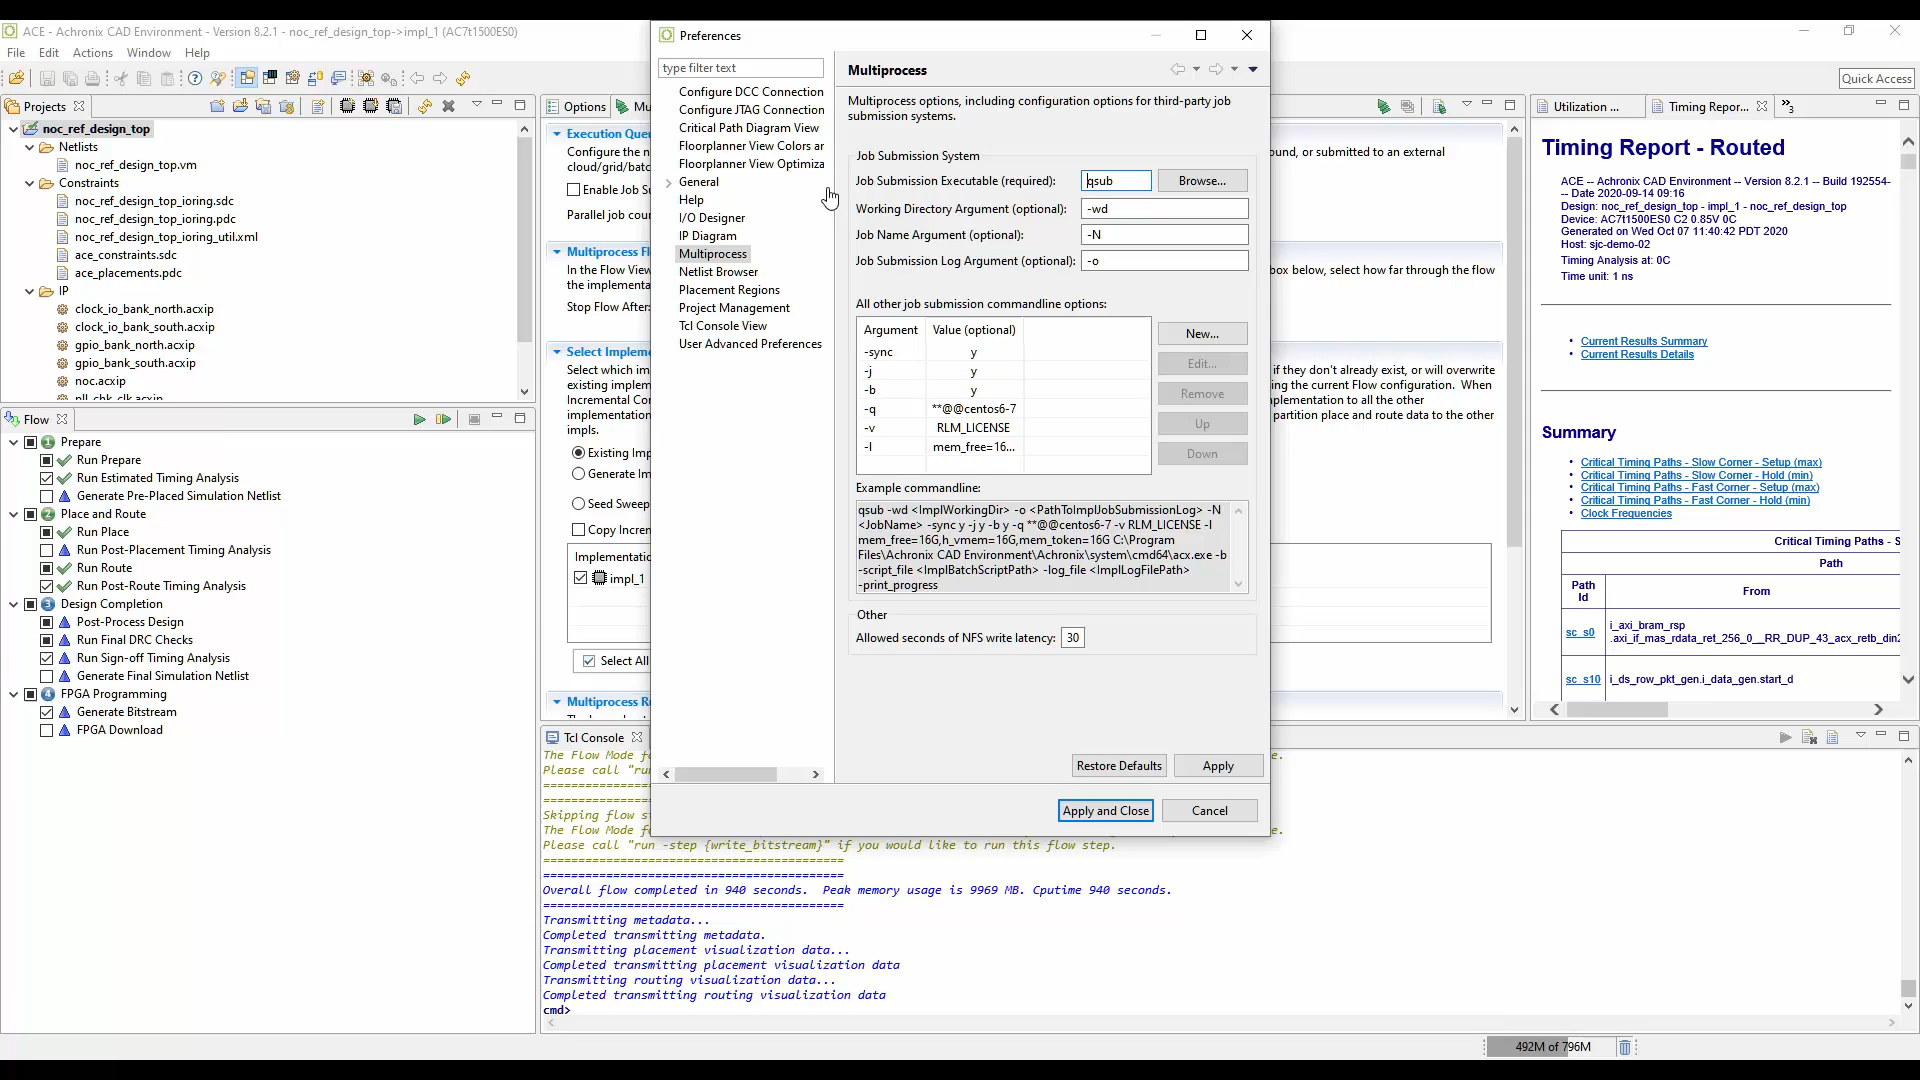 ACE - Achronix CAD Environment - Version 8.2.1 - noc_ref_design_top->impl_1 (AC7t1500ES0)
File Edit Actions Window Help
Quick Access
Projects
noc_ref_design_top
Netlists
noc_ref_design_top.vm
Constraints
noc_ref_design_top_ioring.sdc
noc_ref_design_top_ioring.pdc
noc_ref_design_top_ioring_util.xml
ace_constraints.sdc
ace_placements.pdc
IP
clock_io_bank_north.acxip
clock_io_bank_south.acxip
gpio_bank_north.acxip
gpio_bank_south.acxip
noc.acxip
pll_chk_clk.acxip
Flow
1 Prepare
Run Prepare
Run Estimated Timing Analysis
Generate Pre-Placed Simulation Netlist
2 Place and Route
Run Place
Run Post-Placement Timing Analysis
Run Route
Run Post-Route Timing Analysis
3 Design Completion
Post-Process Design
Run Final DRC Checks
Run Sign-off Timing Analysis
Generate Final Simulation Netlist
4 FPGA Programming
Generate Bitstream
FPGA Download
Options Mu
Execution Que
Configure the n
ound, or submitted to an external
cloud/grid/batc
Enable Job S
Parallel job cou
Multiprocess Fl
In the Flow View
box below, select how far through the flow
the implementa
Stop Flow After:
Select Impleme
Select which im
if they don't already exist, or will overwrite
existing impleme
ing the current Flow configuration. When
Incremental Con
mplementation to all the other
implementation
partition place and route data to the other
impls.
Existing Imp
Generate Im
Seed Sweep
Copy Increm
Implementatio
impl_1
Select All
Multiprocess R
Preferences
type filter text
Configure DCC Connection
Configure JTAG Connection
Critical Path Diagram View
Floorplanner View Colors ar
Floorplanner View Optimiza
General
Help
I/O Designer
IP Diagram
Multiprocess
Netlist Browser
Placement Regions
Project Management
Tcl Console View
User Advanced Preferences
Multiprocess
Multiprocess options, including configuration options for third-party job
submission systems.
Job Submission System
Job Submission Executable (required): qsub Browse...
Working Directory Argument (optional): -wd
Job Name Argument (optional): -N
Job Submission Log Argument (optional): -o
All other job submission commandline options:
Argument Value (optional)
-sync y
-j y
-b y
-q **@@centos6-7
-v RLM_LICENSE
-l mem_free=16...
New...
Edit...
Remove
Up
Down
Example commandline:
qsub -wd <ImplWorkingDir> -o <PathToImplJobSubmissionLog> -N
<JobName> -sync y -j y -b y -q **@@centos6-7 -v RLM_LICENSE -l
mem_free=16G,h_vmem=16G,mem_token=16G C:\Program
Files\Achronix CAD Environment\Achronix\system\cmd64\acx.exe -b
-script_file <ImplBatchScriptPath> -log_file <ImplLogFilePath>
-print_progress
Other
Allowed seconds of NFS write latency: 30
Restore Defaults Apply
Apply and Close Cancel
Utilization ... Timing Repor... 3
Timing Report - Routed
ACE -- Achronix CAD Environment -- Version 8.2.1 -- Build 192554-
-- Date 2020-09-14 09:16
Design: noc_ref_design_top - impl_1 - noc_ref_design_top
Device: AC7t1500ES0 C2 0.85V 0C
Generated on Wed Oct 07 11:40:42 PDT 2020
Host: sjc-demo-02
Timing Analysis at: 0C
Time unit: 1 ns
Current Results Summary
Current Results Details
Summary
Critical Timing Paths - Slow Corner - Setup (max)
Critical Timing Paths - Slow Corner - Hold (min)
Critical Timing Paths - Fast Corner - Setup (max)
Critical Timing Paths - Fast Corner - Hold (min)
Clock Frequencies
Critical Timing Paths - S
Path
Path Id From
sc_s0 i_axi_bram_rsp
.axi_if_mas_rdata_ret_256_0__RR_DUP_43_acx_retb_din2
sc_s10 i_ds_row_pkt_gen.i_data_gen.start_d
Tcl Console
The Flow Mode fo e.
Please call "ru
Skipping flow s
The Flow Mode fo e.
Please call "run -step {write_bitstream}" if you would like to run this flow step.
================================================
Overall flow completed in 940 seconds. Peak memory usage is 9969 MB. Cputime 940 seconds.
================================================
Transmitting metadata...
Completed transmitting metadata.
Transmitting placement visualization data...
Completed transmitting placement visualization data
Transmitting routing visualization data...
Completed transmitting routing visualization data
cmd>
492M of 796M